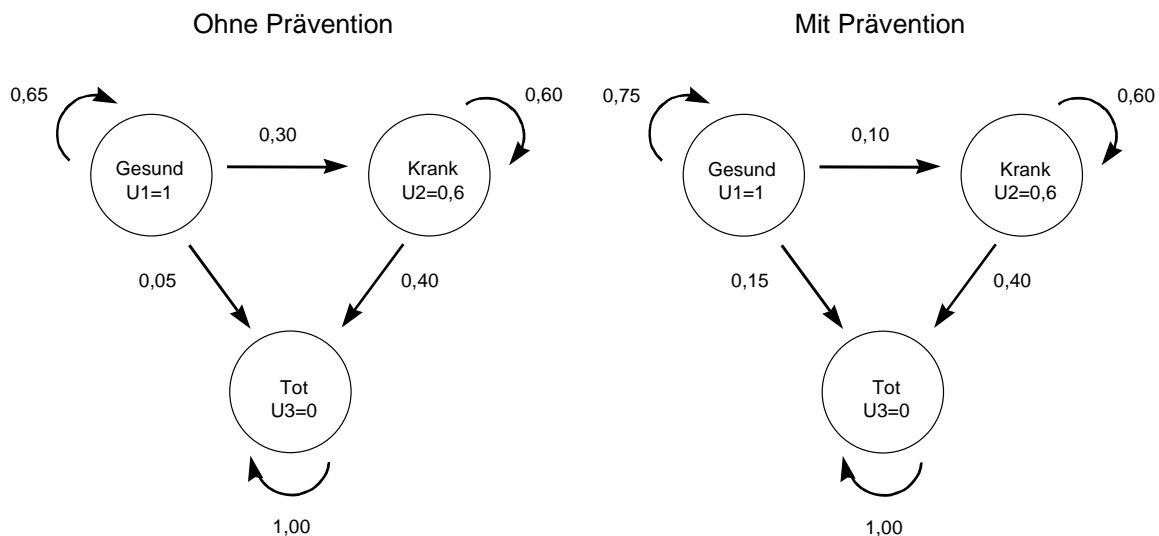 Ohne Prävention
0,65
0,60
0,30
Gesund
U1=1
Krank
U2=0,6
0,05
0,40
Tot
U3=0
1,00
Mit Prävention
0,75
0,60
0,10
Gesund
U1=1
Krank
U2=0,6
0,15
0,40
Tot
U3=0
1,00